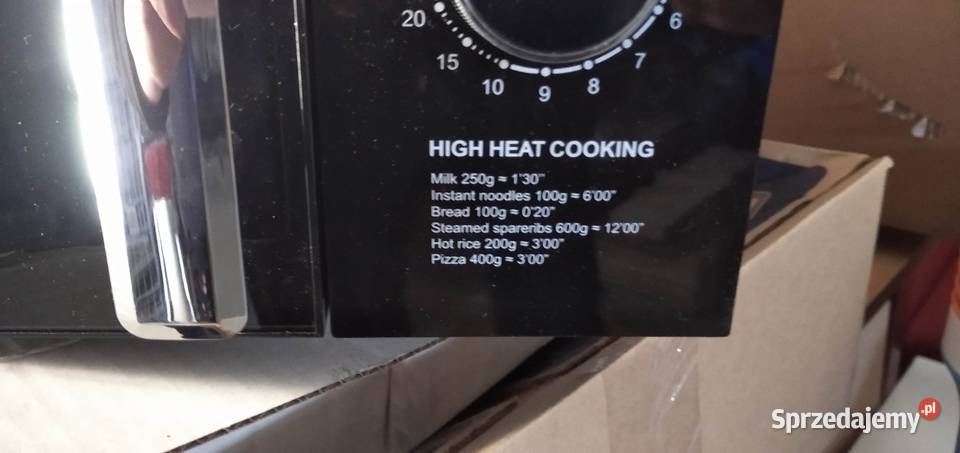 20
6
15
7
10
8
9
HIGH HEAT COOKING
Milk 250g ≈ 1'30"
Instant noodles 100g ≈ 6'00"
Bread 100g ≈ 0'20"
Steamed spareribs 600g ≈ 12'00"
Hot rice 200g ≈ 3'00"
Pizza 400g ≈ 3'00"
Sprzedajemy.pl